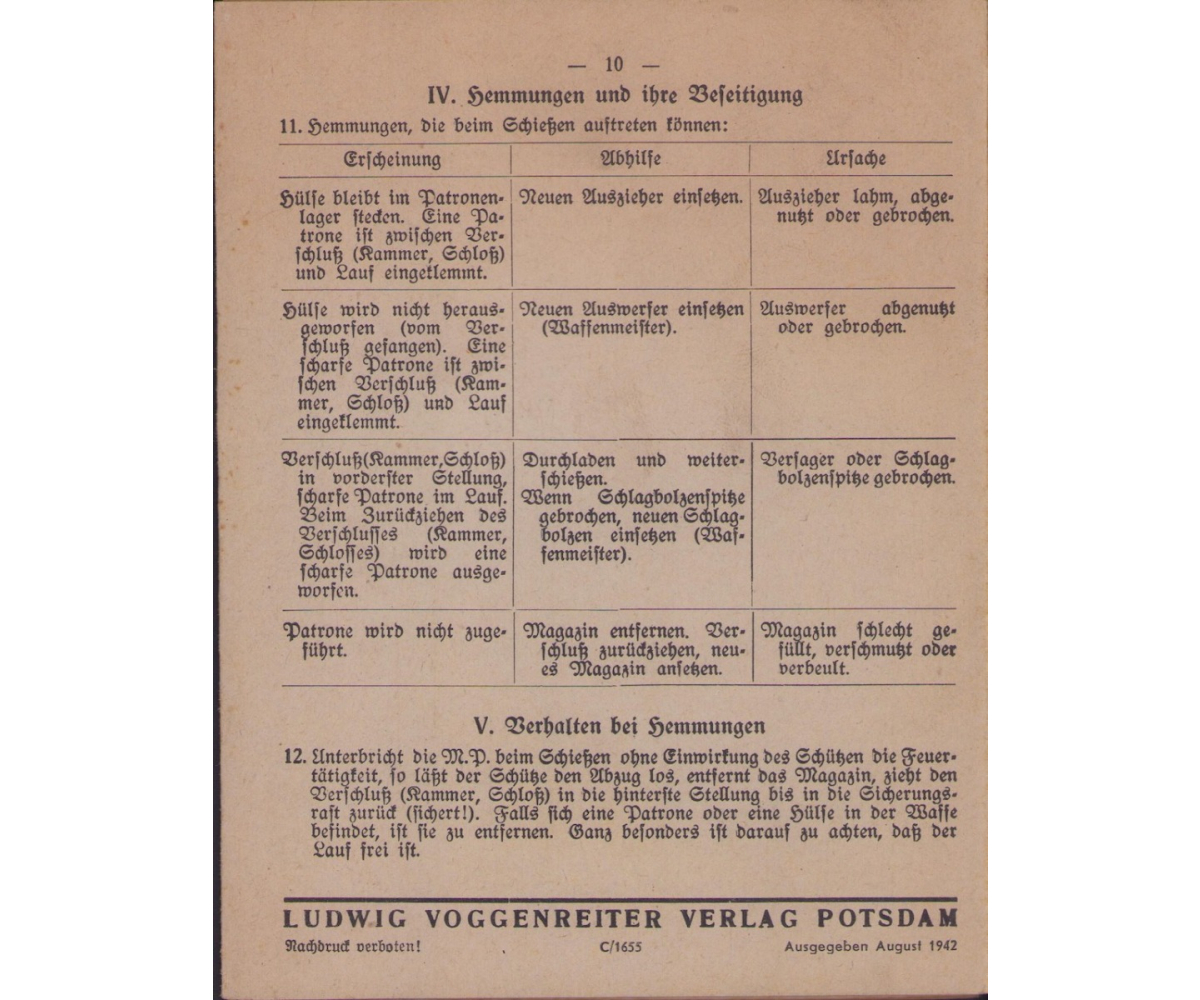 — 10 —
IV. Hemmungen und ihre Beseitigung
11. Hemmungen, die beim Schießen auftreten können:
Erscheinung | Abhilfe | Ursache
Hülse bleibt im Patronen-
lager stecken. Eine Pa-
trone ist zwischen Ver-
schluß (Kammer, Schloß)
und Lauf eingeklemmt.
Neuen Auszieher einsetzen.
Auszieher lahm, abge-
nutzt oder gebrochen.
Hülse wird nicht heraus-
geworfen (vom Ver-
schluß gefangen). Eine
scharfe Patrone ist zwi-
schen Verschluß (Kam-
mer, Schloß) und Lauf
eingeklemmt.
Neuen Auswerfer einsetzen
(Waffenmeister).
Auswerfer abgenutzt
oder gebrochen.
Verschluß(Kammer,Schloß)
in vorderster Stellung,
scharfe Patrone im Lauf.
Beim Zurückziehen des
Verschlusses (Kammer,
Schlosses) wird eine
scharfe Patrone ausge-
worfen.
Durchladen und weiter-
schießen.
Wenn Schlagbolzenspitze
gebrochen, neuen Schlag-
bolzen einsetzen (Waf-
fenmeister).
Versager oder Schlag-
bolzenspitze gebrochen.
Patrone wird nicht zuge-
führt.
Magazin entfernen. Ver-
schluß zurückziehen, neu-
es Magazin ansetzen.
Magazin schlecht ge-
füllt, verschmutzt oder
verbeult.
V. Verhalten bei Hemmungen
12. Unterbricht die M.P. beim Schießen ohne Einwirkung des Schützen die Feuer-
tätigkeit, so läßt der Schütze den Abzug los, entfernt das Magazin, zieht den
Verschluß (Kammer, Schloß) in die hinterste Stellung bis in die Sicherungs-
rast zurück (sichert!). Falls sich eine Patrone oder eine Hülse in der Waffe
befindet, ist sie zu entfernen. Ganz besonders ist darauf zu achten, daß der
Lauf frei ist.
LUDWIG VOGGENREITER VERLAG POTSDAM
Nachdruck verboten! C/1655 Ausgegeben August 1942